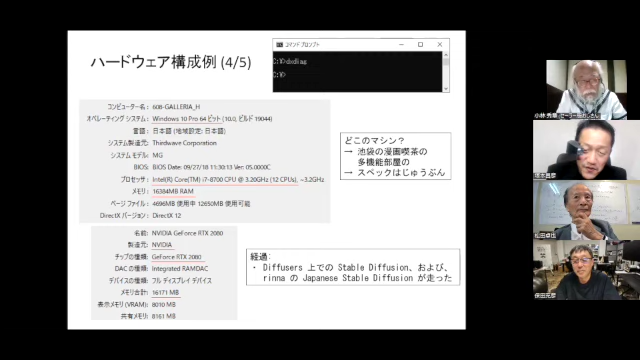 ハードウェア構成例 (4/5)
コマンド プロンプト
C:¥>dxdiag
C:¥>
コンピューター名: 608-GALLERIA_H
オペレーティング システム: Windows 10 Pro 64 ビット (10.0, ビルド 19044)
言語: 日本語 (地域設定: 日本語)
システム製造元: Thirdwave Corporation
システム モデル: MG
BIOS: BIOS Date: 09/27/18 11:30:13 Ver: 05.0000C
プロセッサ: Intel(R) Core(TM) i7-8700 CPU @ 3.20GHz (12 CPUs), ~3.2GHz
メモリ: 16384MB RAM
ページ ファイル: 4696MB 使用中 12650MB 使用可能
DirectX バージョン: DirectX 12
どこのマシン?
→ 池袋の漫画喫茶の
多機能部屋の
→ スペックはじゅうぶん
名前: NVIDIA GeForce RTX 2080
製造元: NVIDIA
チップの種類: GeForce RTX 2080
DAC の種類: Integrated RAMDAC
デバイスの種類: フル ディスプレイ デバイス
メモリ合計: 16171 MB
表示メモリ (VRAM): 8010 MB
共有メモリ: 8161 MB
経過:
・ Diffusers 上での Stable Diffusion、および、
rinna の Japanese Stable Diffusion が走った
小林 秀章